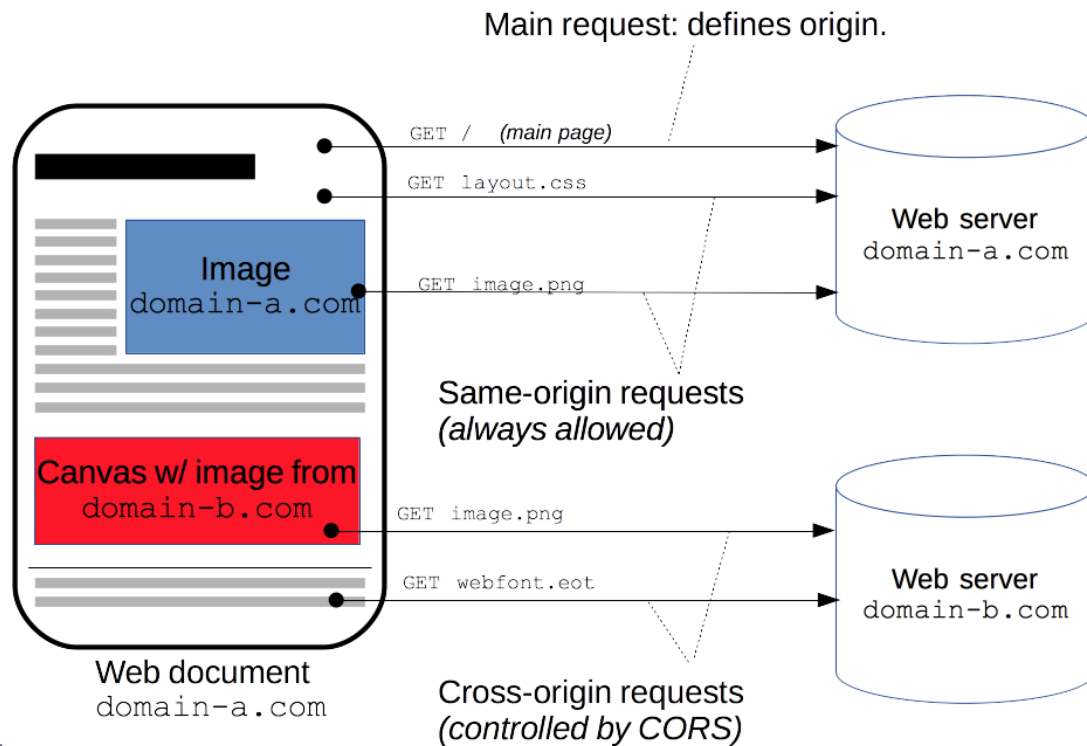 Main request: defines origin.
GET / (main page)
GET layout.css
Image
domain-a.com
GET image.png
Web server
domain-a.com
Same-origin requests
(always allowed)
Canvas w/ image from
domain-b.com
GET image.png
GET webfont.eot
Web server
domain-b.com
Web document
domain-a.com
Cross-origin requests
(controlled by CORS)